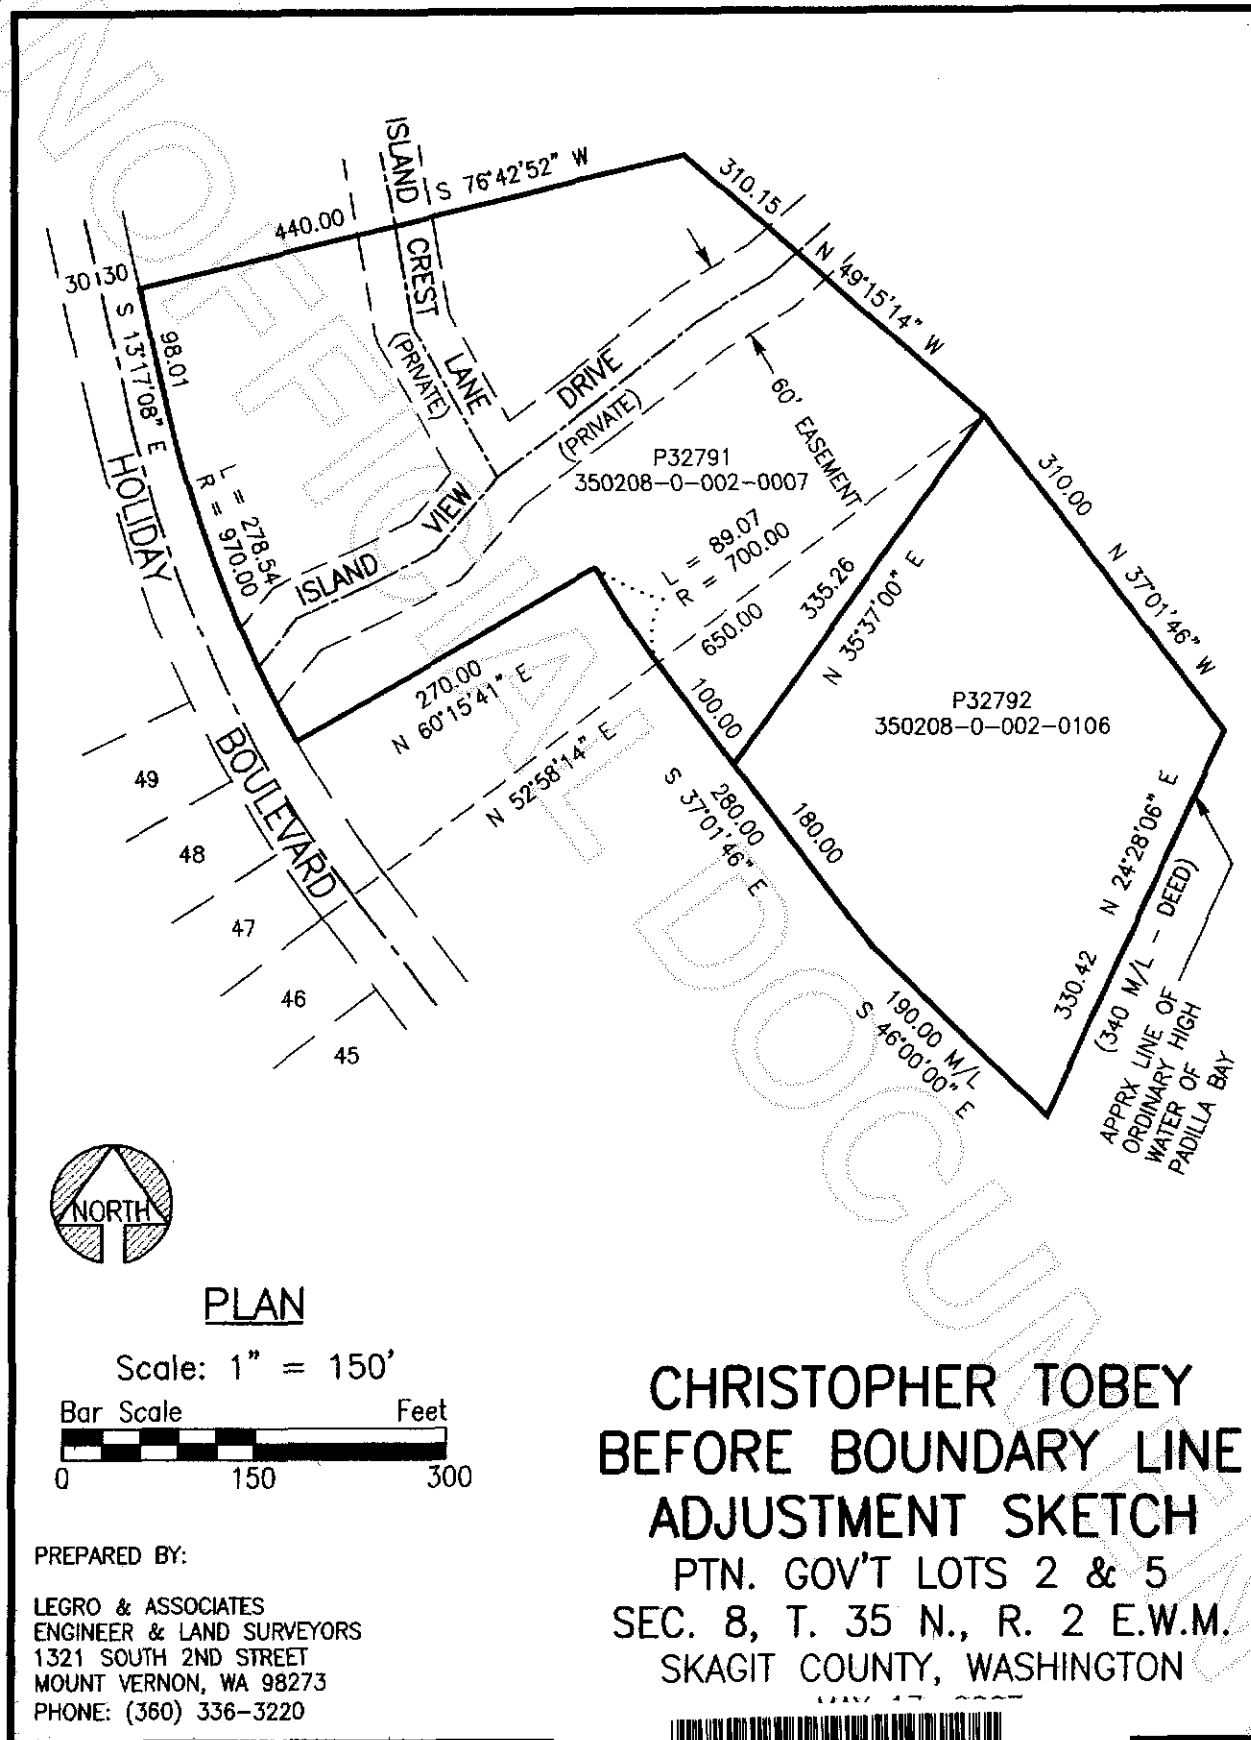 UNOFFICIAL DOCUMENT
ISLAND CREST LANE
(PRIVATE)
S 76°42'52" W
440.00
310.15
N 49°15'14" W
30 30
S 13°17'08" E
98.01
HOLIDAY BOULEVARD
L = 278.54
R = 970.00
ISLAND VIEW DRIVE
(PRIVATE)
60' EASEMENT
P32791
350208-0-002-0007
L = 89.07
R = 700.00
650.00
335.26
N 35°37'00" E
310.00
N 37°01'46" W
P32792
350208-0-002-0106
270.00
N 60°15'41" E
N 52°58'14" E
100.00
280.00
S 37°01'46" E
180.00
190.00 M/L
S 46°00'00" E
N 24°28'06" E
330.42
(340 M/L - DEED)
APPRX LINE OF
ORDINARY HIGH
WATER OF
PADILLA BAY
49
48
47
46
45
NORTH
PLAN
Scale: 1" = 150'
Bar Scale Feet
0 150 300
PREPARED BY:
LEGRO & ASSOCIATES
ENGINEER & LAND SURVEYORS
1321 SOUTH 2ND STREET
MOUNT VERNON, WA 98273
PHONE: (360) 336-3220
CHRISTOPHER TOBEY
BEFORE BOUNDARY LINE
ADJUSTMENT SKETCH
PTN. GOV'T LOTS 2 & 5
SEC. 8, T. 35 N., R. 2 E.W.M.
SKAGIT COUNTY, WASHINGTON